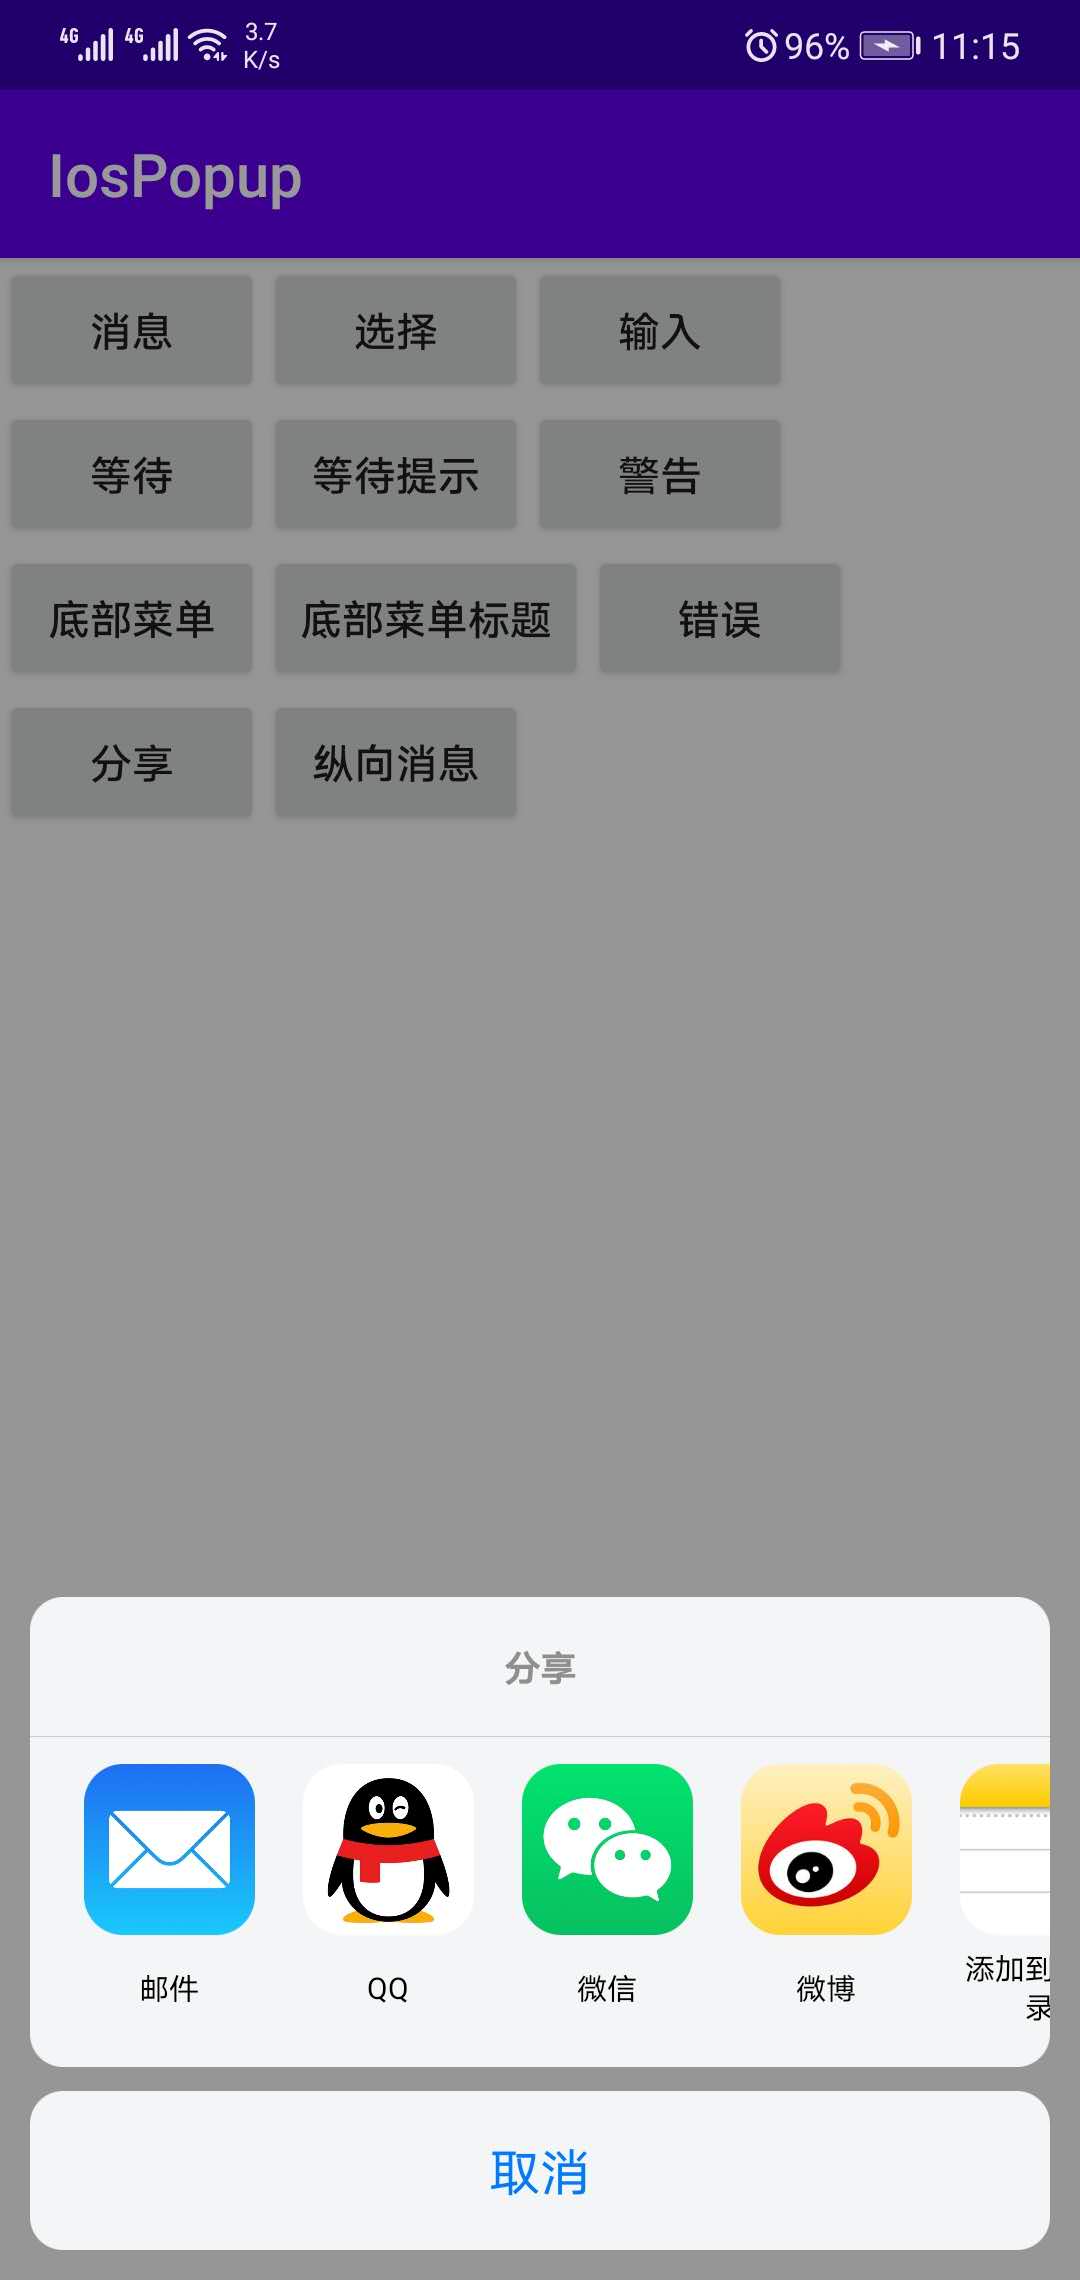 4G 4G 3.7 K/s 96% 11:15
IosPopup
消息 选择 输入
等待 等待提示 警告
底部菜单 底部菜单标题 错误
分享 纵向消息
分享
邮件 QQ 微信 微博 添加到
录
取消